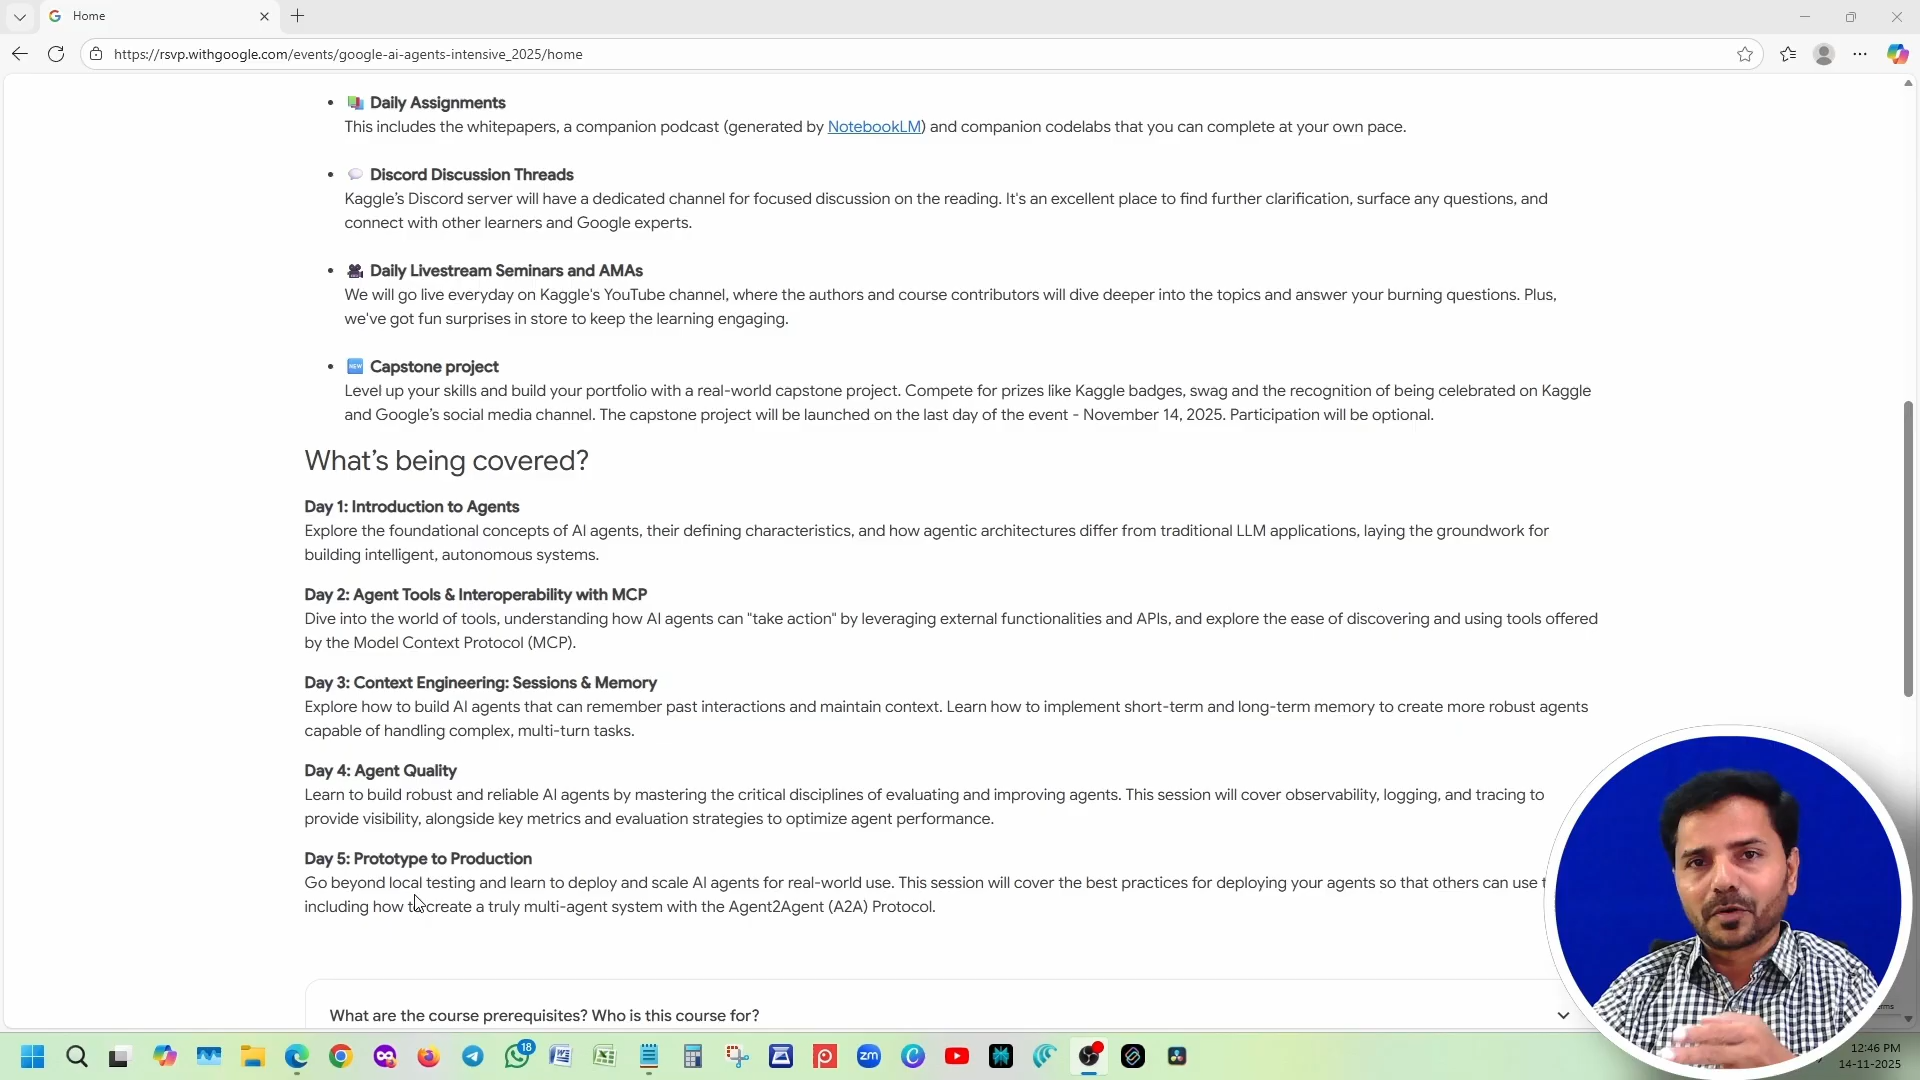 Home
https://rsvp.withgoogle.com/events/google-ai-agents-intensive_2025/home
Daily Assignments
This includes the whitepapers, a companion podcast (generated by NotebookLM) and companion codelabs that you can complete at your own pace.
Discord Discussion Threads
Kaggle’s Discord server will have a dedicated channel for focused discussion on the reading. It's an excellent place to find further clarification, surface any questions, and
connect with other learners and Google experts.
Daily Livestream Seminars and AMAs
We will go live everyday on Kaggle's YouTube channel, where the authors and course contributors will dive deeper into the topics and answer your burning questions. Plus,
we've got fun surprises in store to keep the learning engaging.
NEW Capstone project
Level up your skills and build your portfolio with a real-world capstone project. Compete for prizes like Kaggle badges, swag and the recognition of being celebrated on Kaggle
and Google’s social media channel. The capstone project will be launched on the last day of the event - November 14, 2025. Participation will be optional.
What’s being covered?
Day 1: Introduction to Agents
Explore the foundational concepts of AI agents, their defining characteristics, and how agentic architectures differ from traditional LLM applications, laying the groundwork for
building intelligent, autonomous systems.
Day 2: Agent Tools & Interoperability with MCP
Dive into the world of tools, understanding how AI agents can "take action" by leveraging external functionalities and APIs, and explore the ease of discovering and using tools offered
by the Model Context Protocol (MCP).
Day 3: Context Engineering: Sessions & Memory
Explore how to build AI agents that can remember past interactions and maintain context. Learn how to implement short-term and long-term memory to create more robust agents
capable of handling complex, multi-turn tasks.
Day 4: Agent Quality
Learn to build robust and reliable AI agents by mastering the critical disciplines of evaluating and improving agents. This session will cover observability, logging, and tracing to
provide visibility, alongside key metrics and evaluation strategies to optimize agent performance.
Day 5: Prototype to Production
Go beyond local testing and learn to deploy and scale AI agents for real-world use. This session will cover the best practices for deploying your agents so that others can use
including how to create a truly multi-agent system with the Agent2Agent (A2A) Protocol.
What are the course prerequisites? Who is this course for?
18
zm
12:46 PM
14-11-2025